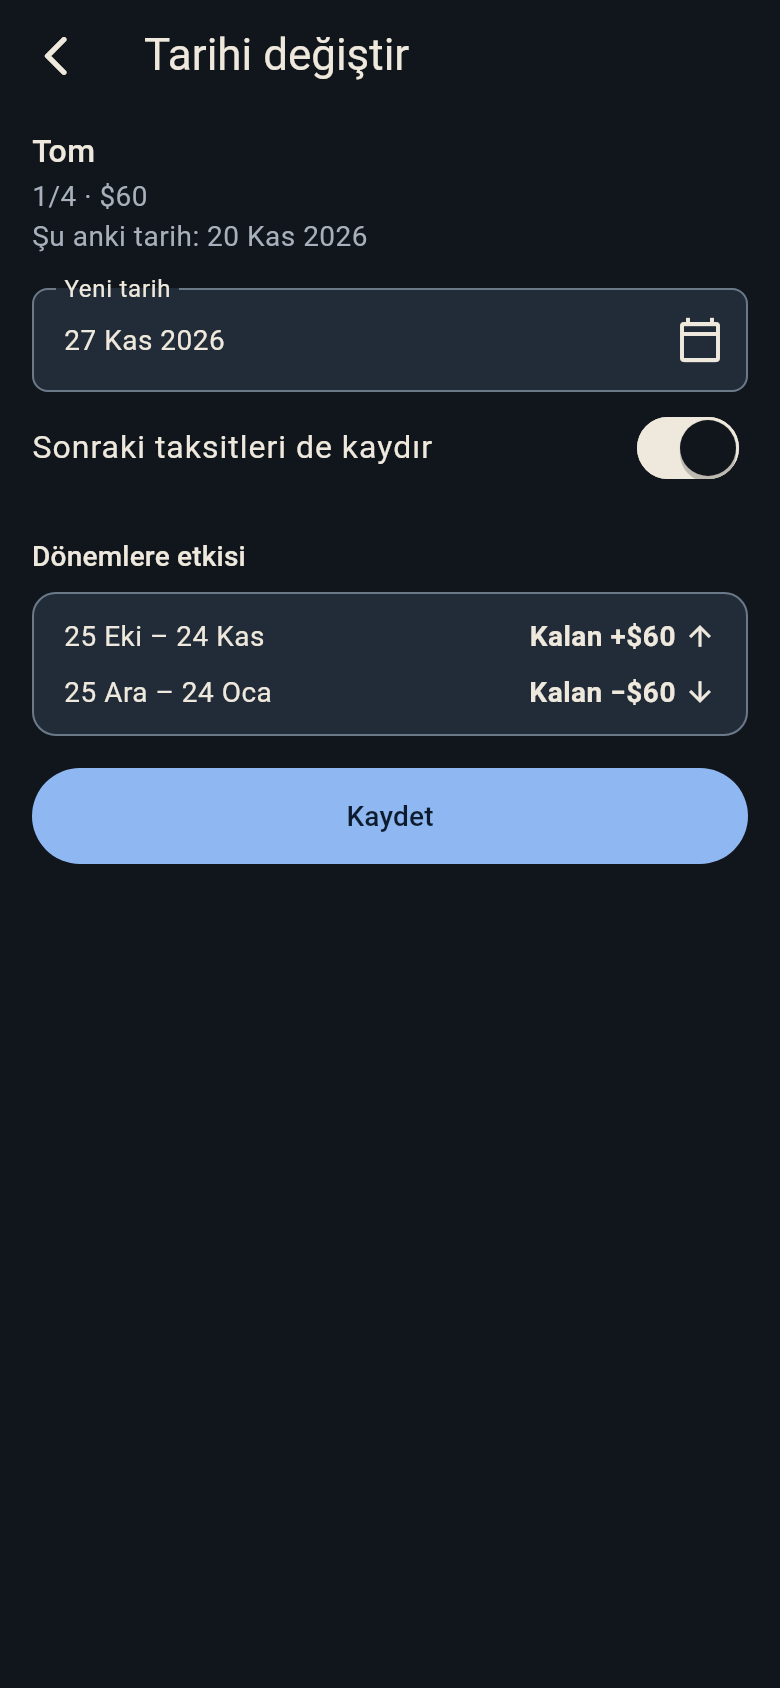 Tarihi değiştir
Tom
1/4 · $60
Şu anki tarih: 20 Kas 2026
Yeni tarih
27 Kas 2026
Sonraki taksitleri de kaydır
Dönemlere etkisi
25 Eki – 24 Kas Kalan +$60 ↑
25 Ara – 24 Oca Kalan −$60 ↓
Kaydet